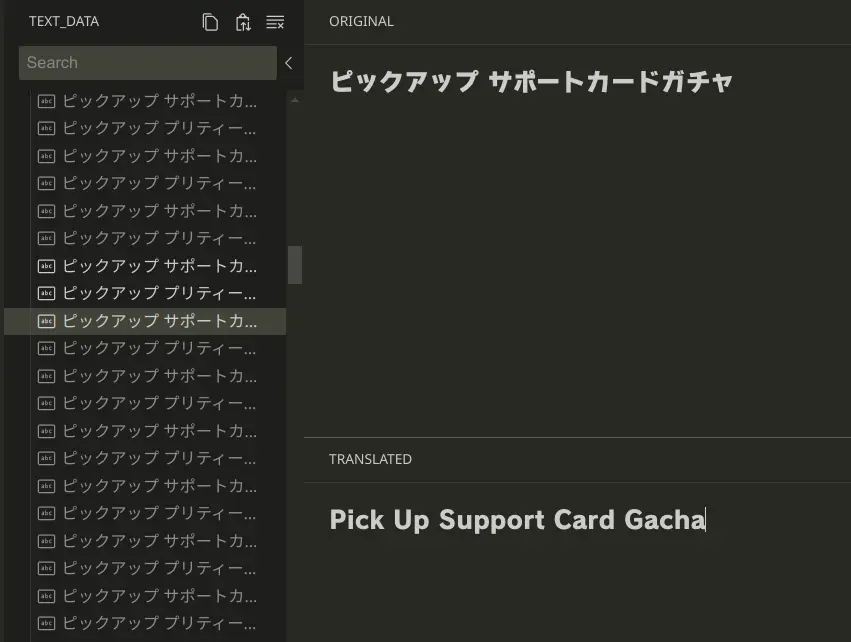 TEXT_DATA
Search
abc ピックアップ サポートカ...
abc ピックアップ プリティー...
abc ピックアップ サポートカ...
abc ピックアップ プリティー...
abc ピックアップ サポートカ...
abc ピックアップ プリティー...
abc ピックアップ サポートカ...
abc ピックアップ プリティー...
abc ピックアップ サポートカ...
abc ピックアップ プリティー...
abc ピックアップ サポートカ...
abc ピックアップ プリティー...
abc ピックアップ サポートカ...
abc ピックアップ プリティー...
abc ピックアップ サポートカ...
abc ピックアップ プリティー...
abc ピックアップ サポートカ...
abc ピックアップ プリティー...
abc ピックアップ サポートカ...
abc ピックアップ プリティー...
ORIGINAL
ピックアップ サポートカードガチャ
TRANSLATED
Pick Up Support Card Gacha